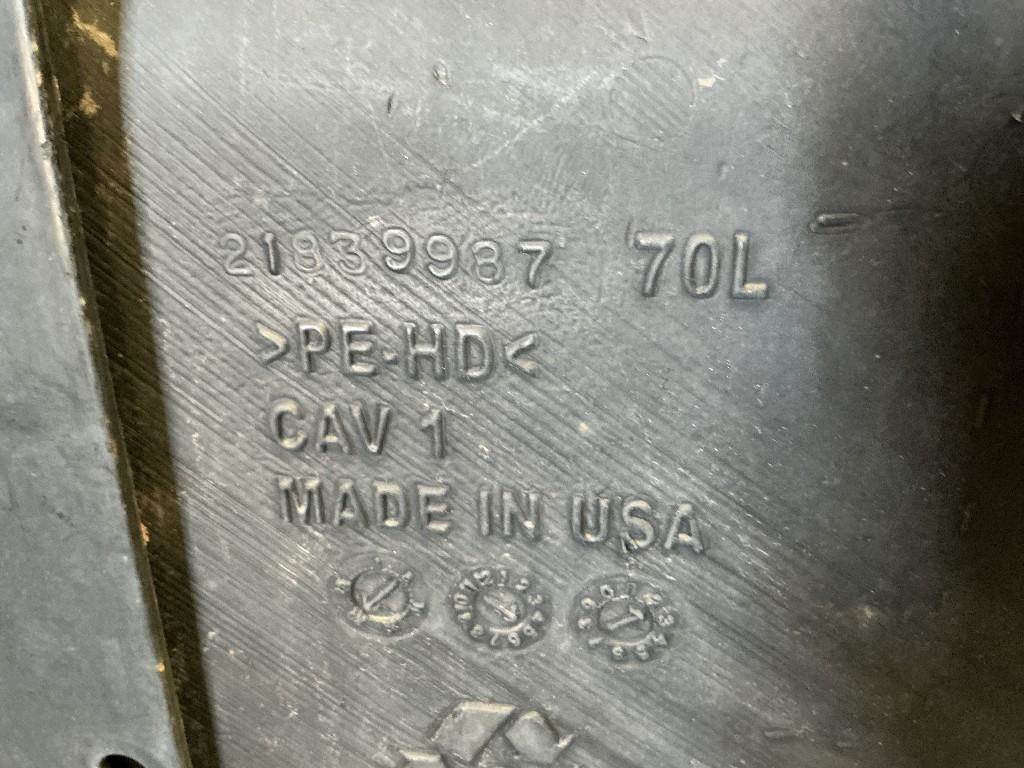 21839987 70L
>PE-HD<
CAV 1
MADE IN USA